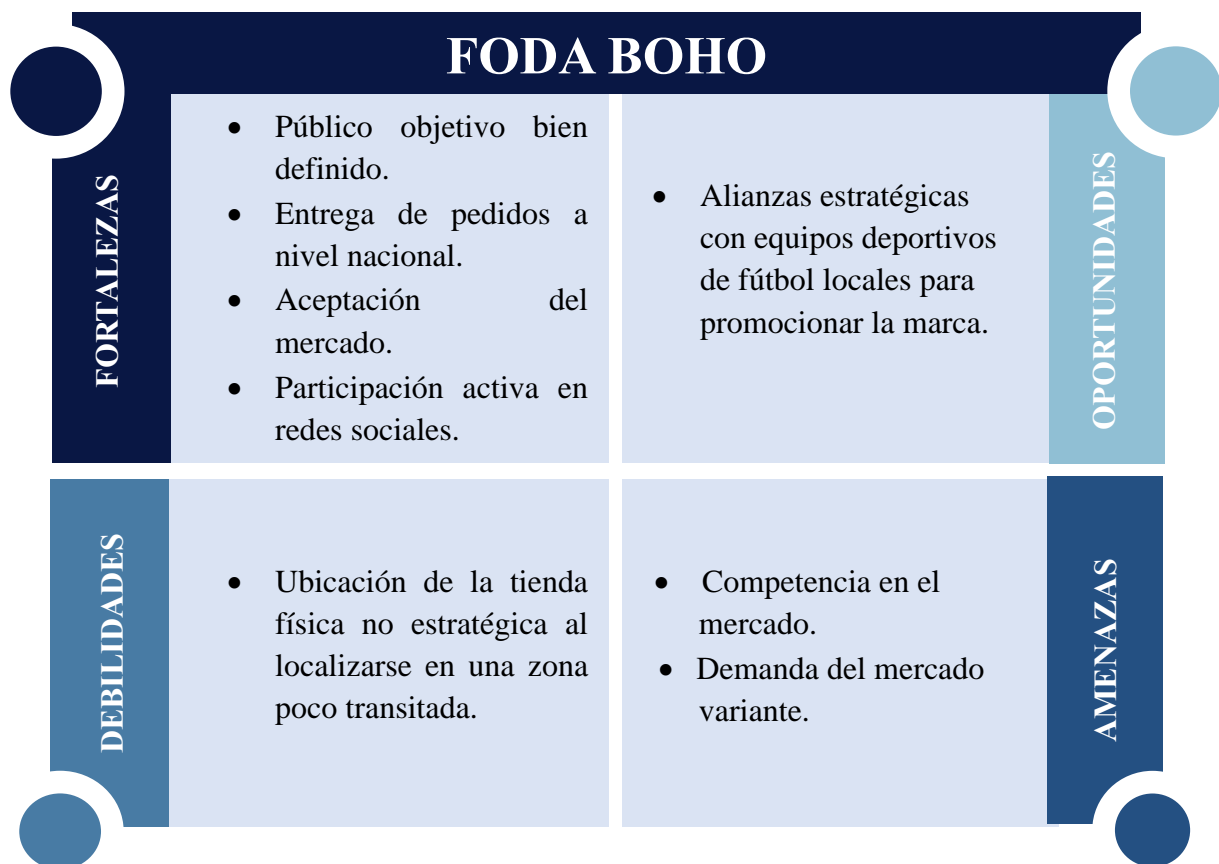 FODA BOHO
FORTALEZAS
• Público objetivo bien
definido.
• Entrega de pedidos a
nivel nacional.
• Aceptación del
mercado.
• Participación activa en
redes sociales.
• Alianzas estratégicas
con equipos deportivos
de fútbol locales para
promocionar la marca.
OPORTUNIDADES
DEBILIDADES
• Ubicación de la tienda
física no estratégica al
localizarse en una zona
poco transitada.
• Competencia en el
mercado.
• Demanda del mercado
variante.
AMENAZAS